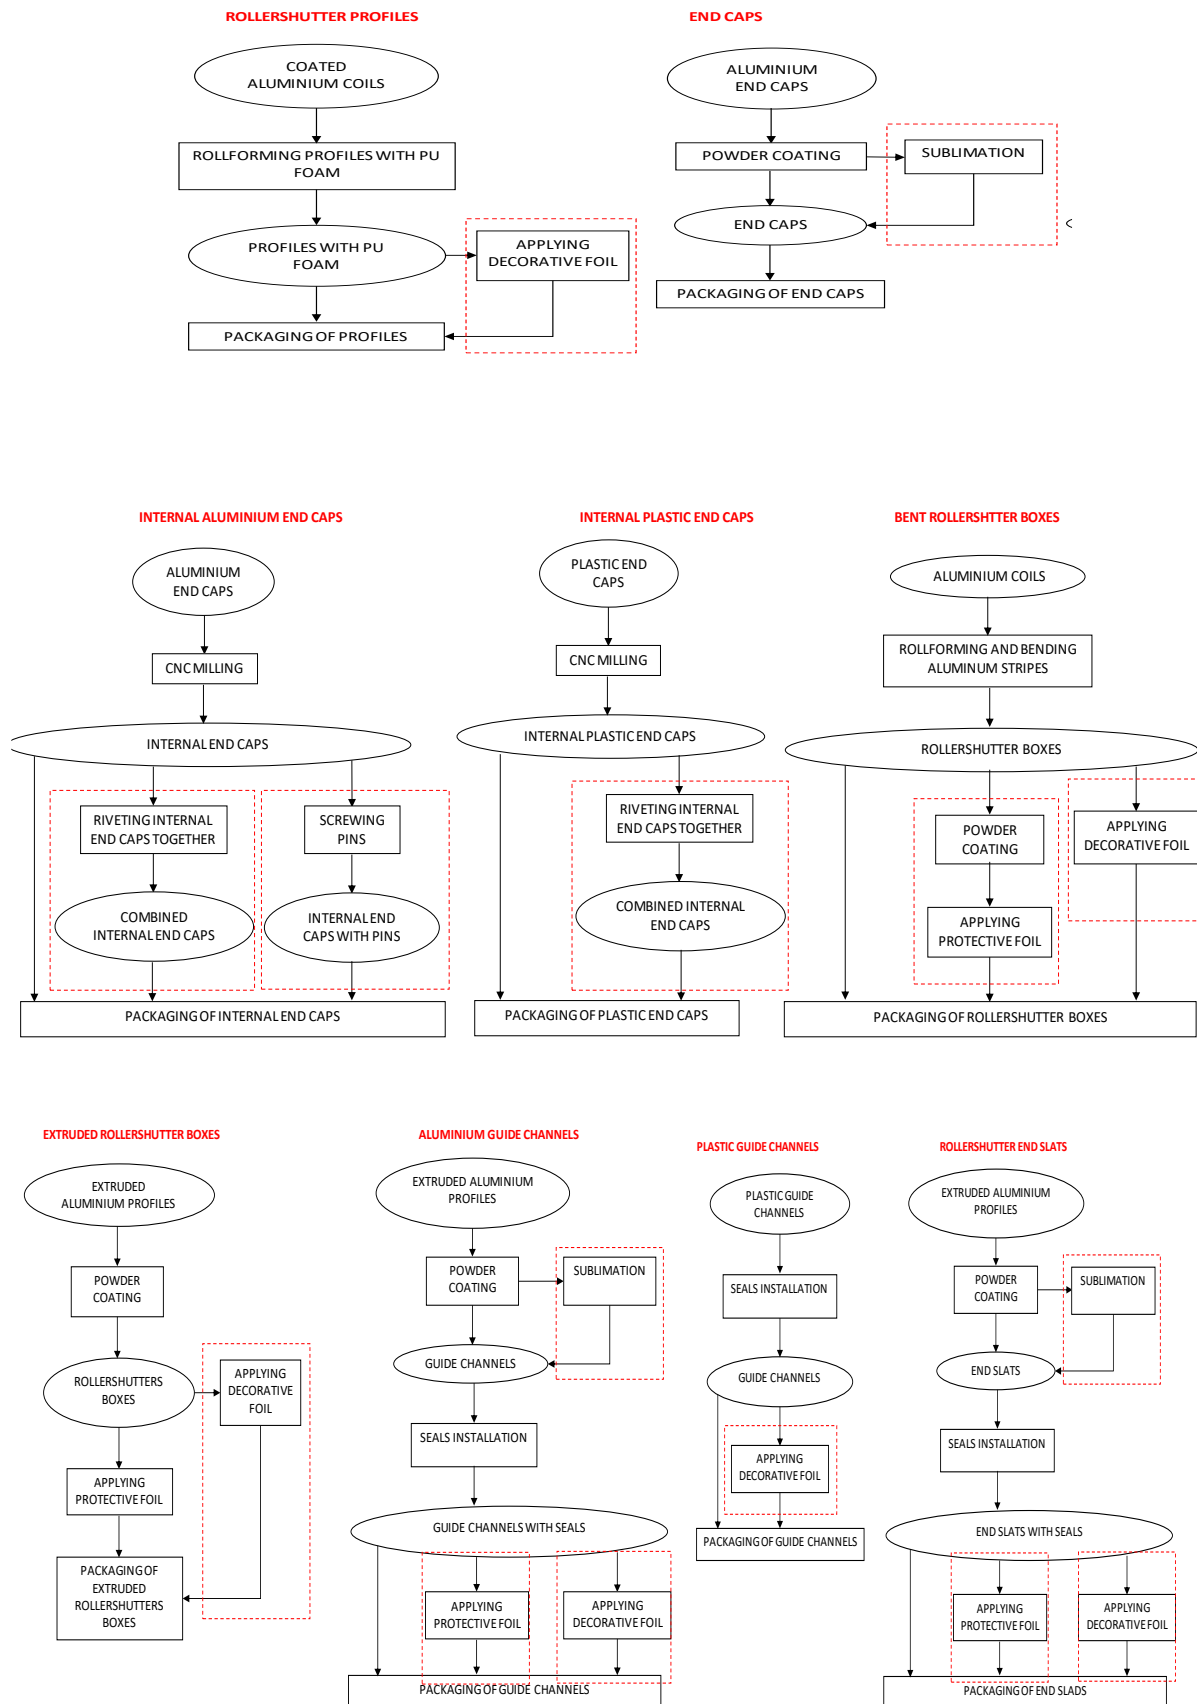 ROLLERSHUTTER PROFILES
COATED
ALUMINIUM COILS
ROLLFORMING PROFILES WITH PU
FOAM
PROFILES WITH PU
FOAM
APPLYING
DECORATIVE FOIL
PACKAGING OF PROFILES
END CAPS
ALUMINIUM
END CAPS
POWDER COATING
SUBLIMATION
END CAPS
PACKAGING OF END CAPS
INTERNAL ALUMINIUM END CAPS
ALUMINIUM
END CAPS
CNC MILLING
INTERNAL END CAPS
RIVETING INTERNAL
END CAPS TOGETHER
SCREWING
PINS
COMBINED
INTERNAL END CAPS
INTERNAL END
CAPS WITH PINS
PACKAGING OF INTERNAL END CAPS
INTERNAL PLASTIC END CAPS
PLASTIC END
CAPS
CNC MILLING
INTERNAL PLASTIC END CAPS
RIVETING INTERNAL
END CAPS TOGETHER
COMBINED INTERNAL
END CAPS
PACKAGING OF PLASTIC END CAPS
BENT ROLLERSHTTER BOXES
ALUMINIUM COILS
ROLLFORMING AND BENDING
ALUMINUM STRIPES
ROLLERSHUTTER BOXES
POWDER
COATING
APPLYING
DECORATIVE FOIL
APPLYING
PROTECTIVE FOIL
PACKAGING OF ROLLERSHUTTER BOXES
EXTRUDED ROLLERSHUTTER BOXES
EXTRUDED
ALUMINIUM PROFILES
POWDER
COATING
ROLLERSHUTTERS
BOXES
APPLYING
DECORATIVE
FOIL
APPLYING
PROTECTIVE FOIL
PACKAGING OF
EXTRUDED
ROLLERSHUTTERS
BOXES
ALUMINIUM GUIDE CHANNELS
EXTRUDED ALUMINIUM
PROFILES
POWDER
COATING
SUBLIMATION
GUIDE CHANNELS
SEALS INSTALLATION
GUIDE CHANNELS WITH SEALS
APPLYING
PROTECTIVE FOIL
APPLYING
DECORATIVE FOIL
PACKAGING OF GUIDE CHANNELS
PLASTIC GUIDE CHANNELS
PLASTIC GUIDE
CHANNELS
SEALS INSTALLATION
GUIDE CHANNELS
APPLYING
DECORATIVE FOIL
PACKAGING OF GUIDE CHANNELS
ROLLERSHUTTER END SLATS
EXTRUDED ALUMINIUM
PROFILES
POWDER
COATING
SUBLIMATION
END SLATS
SEALS INSTALLATION
END SLATS WITH SEALS
APPLYING
PROTECTIVE FOIL
APPLYING
DECORATIVE FOIL
PACKAGING OF END SLADS